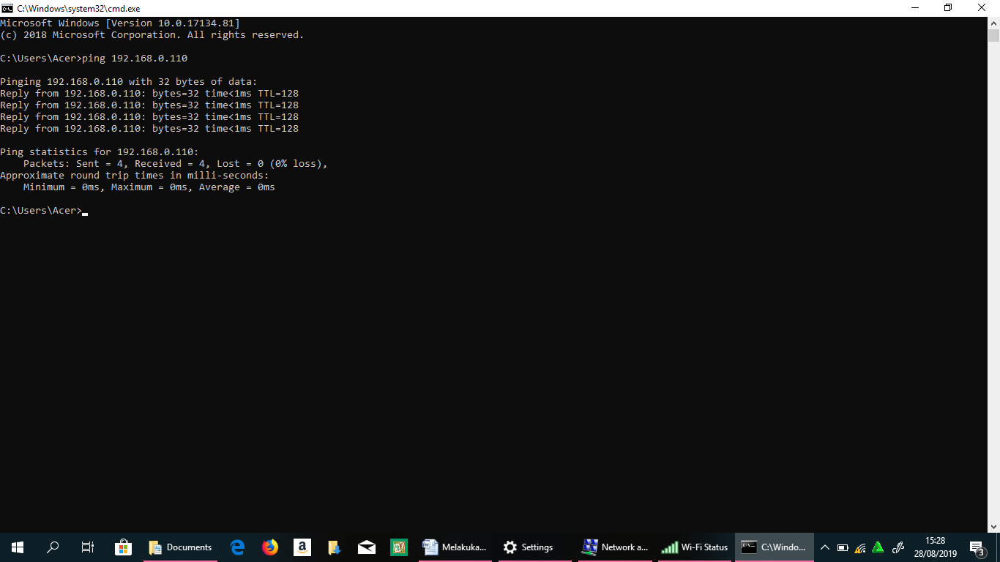 C:\Windows\system32\cmd.exe
Microsoft Windows [Version 10.0.17134.81]
(c) 2018 Microsoft Corporation. All rights reserved.
C:\Users\Acer>ping 192.168.0.110
Pinging 192.168.0.110 with 32 bytes of data:
Reply from 192.168.0.110: bytes=32 time<1ms TTL=128
Reply from 192.168.0.110: bytes=32 time<1ms TTL=128
Reply from 192.168.0.110: bytes=32 time<1ms TTL=128
Reply from 192.168.0.110: bytes=32 time<1ms TTL=128
Ping statistics for 192.168.0.110:
    Packets: Sent = 4, Received = 4, Lost = 0 (0% loss),
Approximate round trip times in milli-seconds:
    Minimum = 0ms, Maximum = 0ms, Average = 0ms
C:\Users\Acer>
Documents
Melakuka...
Settings
Network a...
Wi-Fi Status
C:\Windo...
15:28
28/08/2019
3